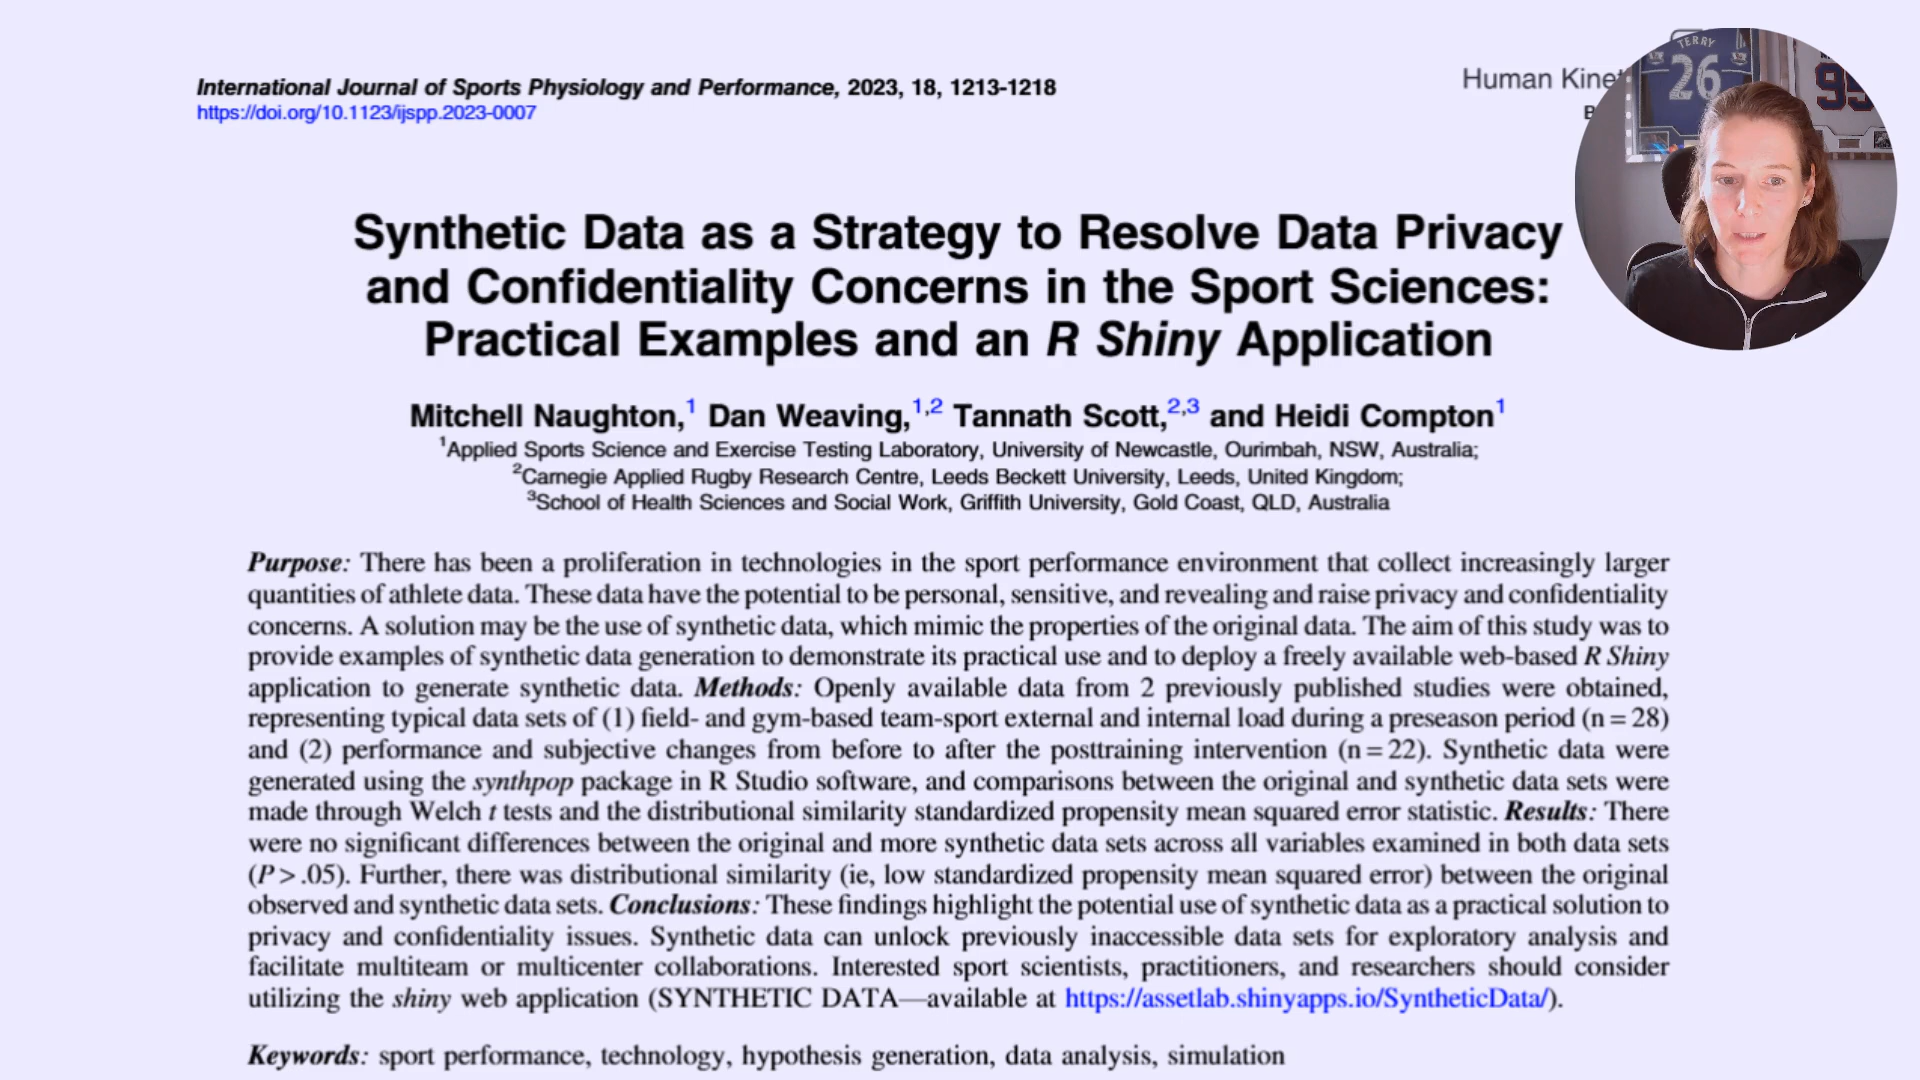 International Journal of Sports Physiology and Performance, 2023, 18, 1213-1218
https://doi.org/10.1123/ijspp.2023-0007
Human
TERRY
26
95
Synthetic Data as a Strategy to Resolve Data Privacy
and Confidentiality Concerns in the Sport Sciences:
Practical Examples and an R Shiny Application
Mitchell Naughton,1 Dan Weaving,1,2 Tannath Scott,2,3 and Heidi Compton1
1Applied Sports Science and Exercise Testing Laboratory, University of Newcastle, Ourimbah, NSW, Australia;
2Carnegie Applied Rugby Research Centre, Leeds Beckett University, Leeds, United Kingdom;
3School of Health Sciences and Social Work, Griffith University, Gold Coast, QLD, Australia
Purpose: There has been a proliferation in technologies in the sport performance environment that collect increasingly larger
quantities of athlete data. These data have the potential to be personal, sensitive, and revealing and raise privacy and confidentiality
concerns. A solution may be the use of synthetic data, which mimic the properties of the original data. The aim of this study was to
provide examples of synthetic data generation to demonstrate its practical use and to deploy a freely available web-based R Shiny
application to generate synthetic data. Methods: Openly available data from 2 previously published studies were obtained,
representing typical data sets of (1) field- and gym-based team-sport external and internal load during a preseason period (n = 28)
and (2) performance and subjective changes from before to after the posttraining intervention (n = 22). Synthetic data were
generated using the synthpop package in R Studio software, and comparisons between the original and synthetic data sets were
made through Welch t tests and the distributional similarity standardized propensity mean squared error statistic. Results: There
were no significant differences between the original and more synthetic data sets across all variables examined in both data sets
(P > .05). Further, there was distributional similarity (ie, low standardized propensity mean squared error) between the original
observed and synthetic data sets. Conclusions: These findings highlight the potential use of synthetic data as a practical solution to
privacy and confidentiality issues. Synthetic data can unlock previously inaccessible data sets for exploratory analysis and
facilitate multiteam or multicenter collaborations. Interested sport scientists, practitioners, and researchers should consider
utilizing the shiny web application (SYNTHETIC DATA—available at https://assetlab.shinyapps.io/SyntheticData/).
Keywords: sport performance, technology, hypothesis generation, data analysis, simulation